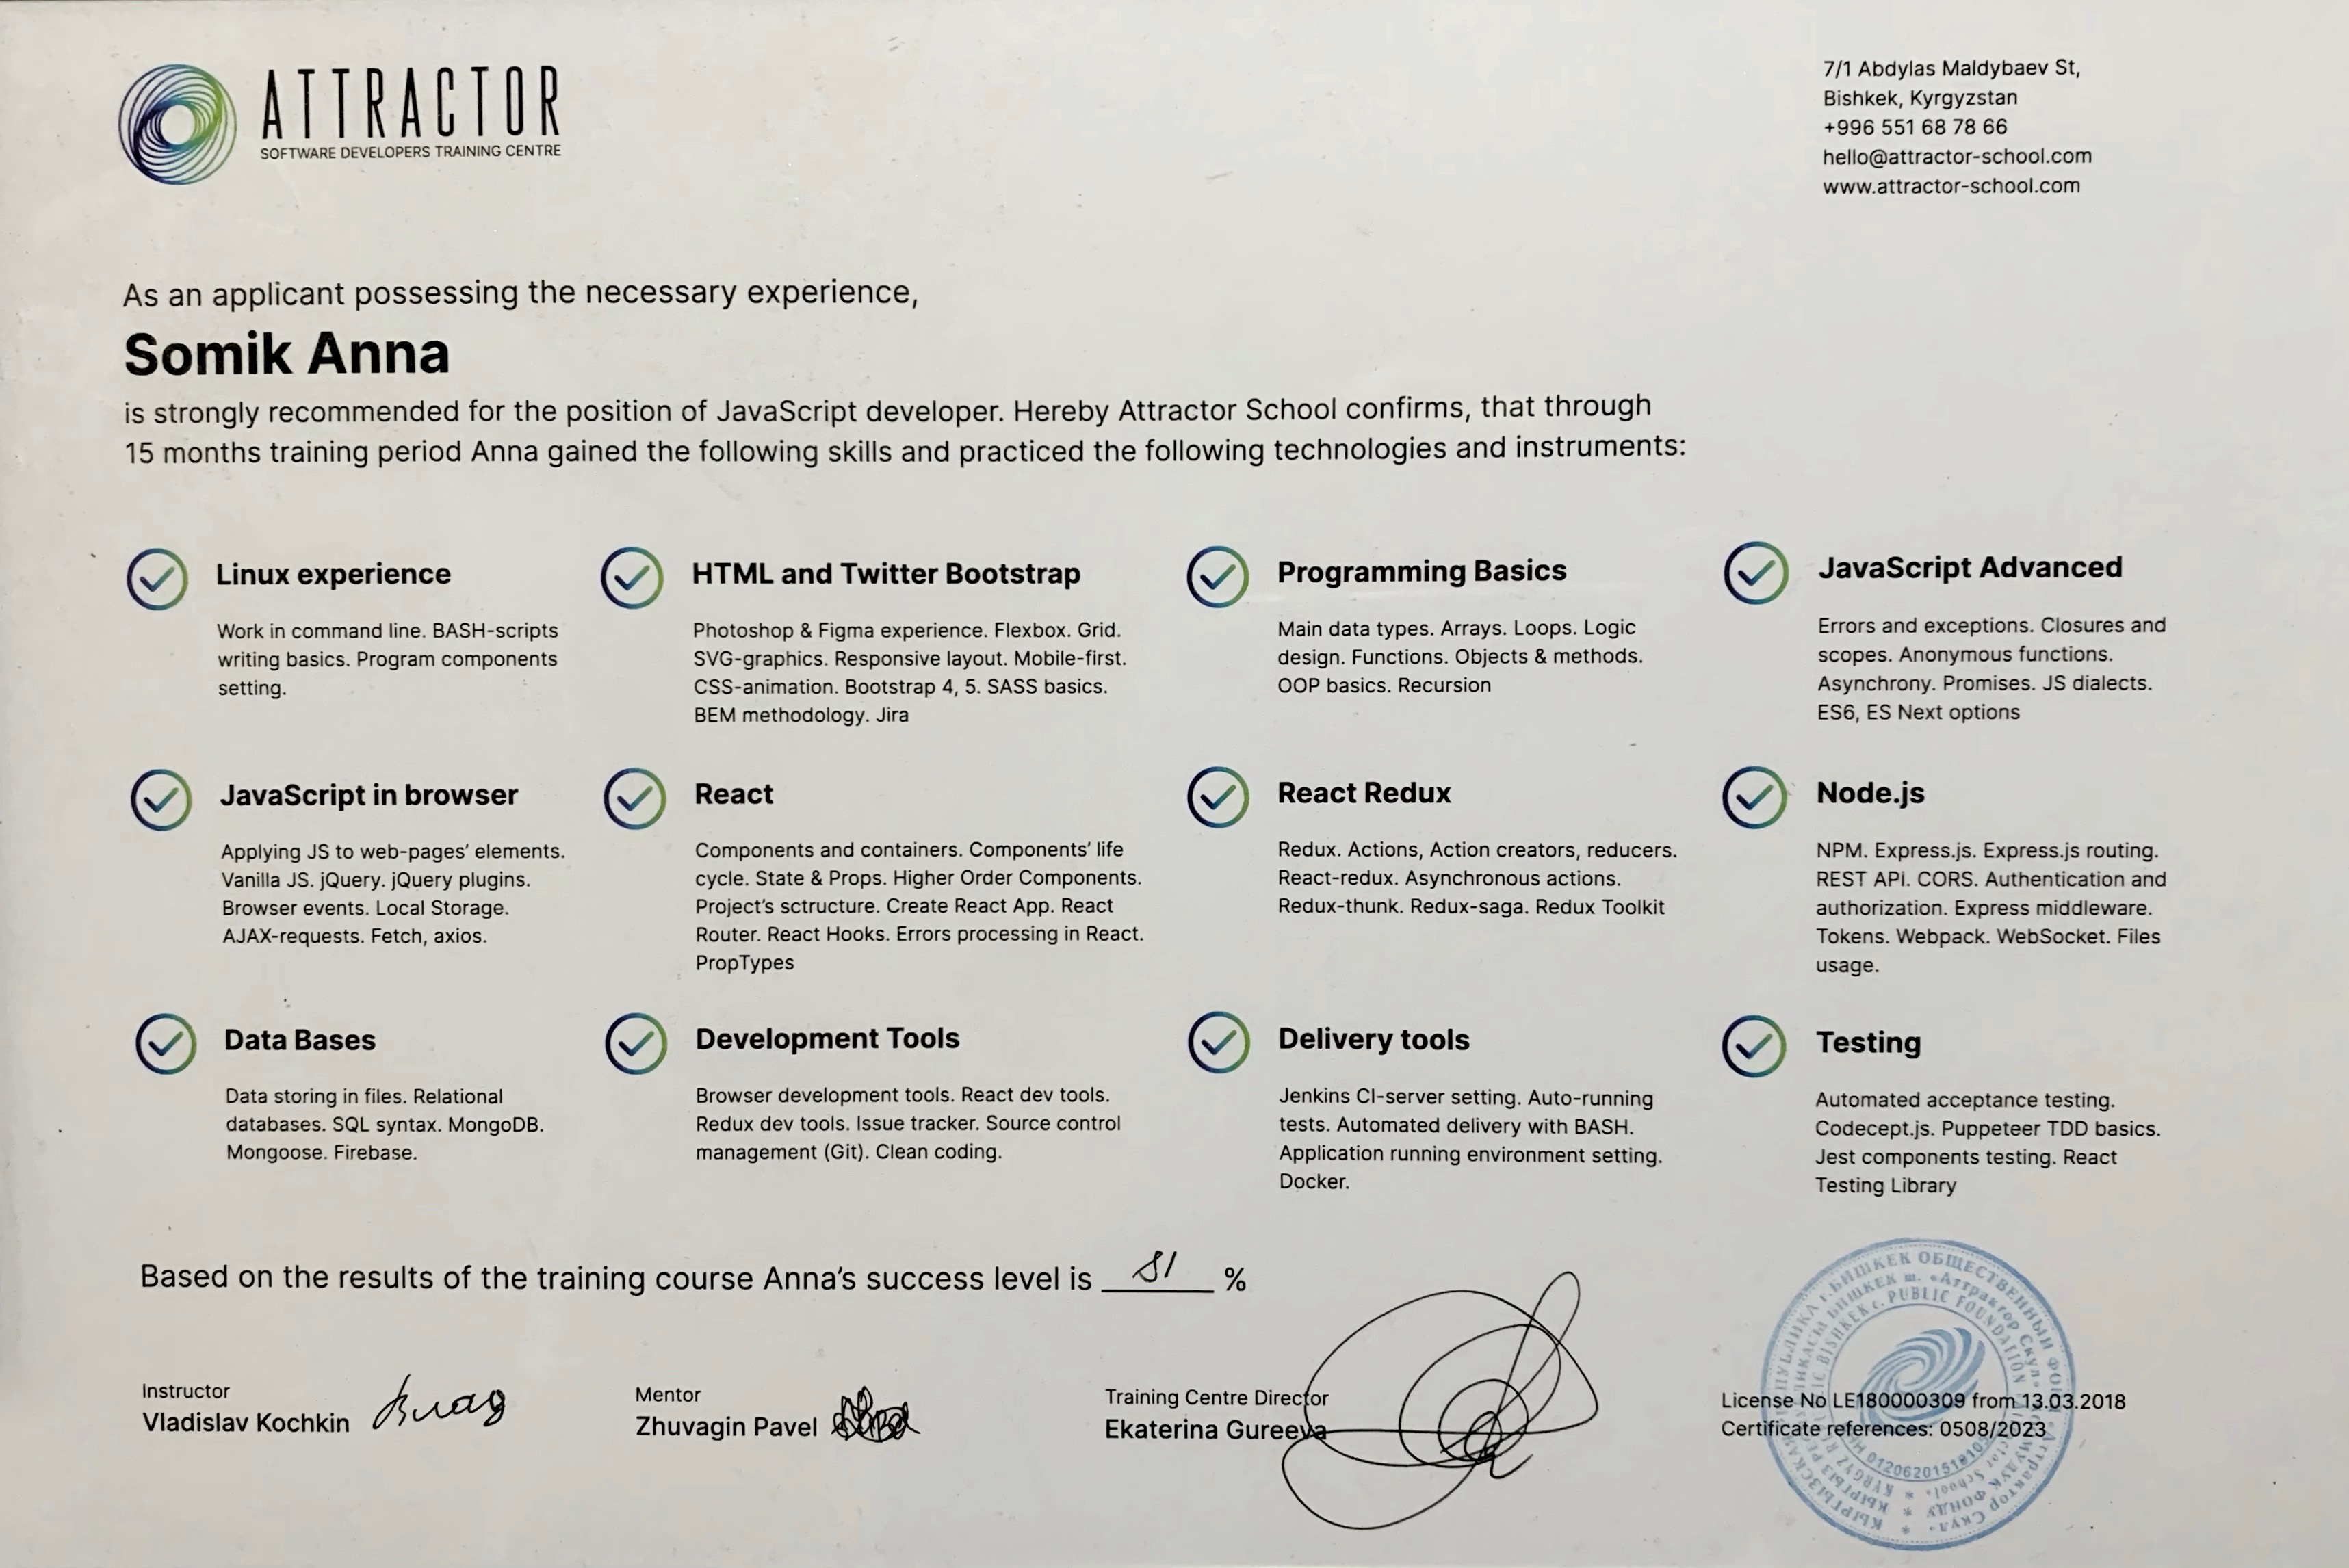 ATTRACTOR
SOFTWARE DEVELOPERS TRAINING CENTRE
7/1 Abdylas Maldybaev St,
Bishkek, Kyrgyzstan
+996 551 68 78 66
hello@attractor-school.com
www.attractor-school.com
As an applicant possessing the necessary experience,
Somik Anna
is strongly recommended for the position of JavaScript developer. Hereby Attractor School confirms, that through
15 months training period Anna gained the following skills and practiced the following technologies and instruments:
Linux experience
Work in command line. BASH-scripts
writing basics. Program components
setting.
HTML and Twitter Bootstrap
Photoshop & Figma experience. Flexbox. Grid.
SVG-graphics. Responsive layout. Mobile-first.
CSS-animation. Bootstrap 4, 5. SASS basics.
BEM methodology. Jira
Programming Basics
Main data types. Arrays. Loops. Logic
design. Functions. Objects & methods.
OOP basics. Recursion
JavaScript Advanced
Errors and exceptions. Closures and
scopes. Anonymous functions.
Asynchrony. Promises. JS dialects.
ES6, ES Next options
JavaScript in browser
Applying JS to web-pages’ elements.
Vanilla JS. jQuery. jQuery plugins.
Browser events. Local Storage.
AJAX-requests. Fetch, axios.
React
Components and containers. Components’ life
cycle. State & Props. Higher Order Components.
Project’s sctructure. Create React App. React
Router. React Hooks. Errors processing in React.
PropTypes
React Redux
Redux. Actions, Action creators, reducers.
React-redux. Asynchronous actions.
Redux-thunk. Redux-saga. Redux Toolkit
Node.js
NPM. Express.js. Express.js routing.
REST API. CORS. Authentication and
authorization. Express middleware.
Tokens. Webpack. WebSocket. Files
usage.
Data Bases
Data storing in files. Relational
databases. SQL syntax. MongoDB.
Mongoose. Firebase.
Development Tools
Browser development tools. React dev tools.
Redux dev tools. Issue tracker. Source control
management (Git). Clean coding.
Delivery tools
Jenkins CI-server setting. Auto-running
tests. Automated delivery with BASH.
Application running environment setting.
Docker.
Testing
Automated acceptance testing.
Codecept.js. Puppeteer TDD basics.
Jest components testing. React
Testing Library
Based on the results of the training course Anna’s success level is 81 %
Instructor
Vladislav Kochkin
Mentor
Zhuvagin Pavel
Training Centre Director
Ekaterina Gureeva
License No LE180000309 from 13.03.2018
Certificate references: 0508/2023